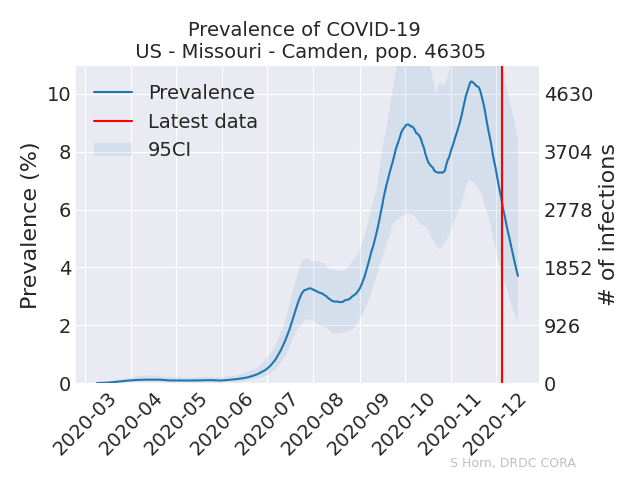 Prevalence of COVID-19
US - Missouri - Camden, pop. 46305
Prevalence
Latest data
95CI
Prevalence (%)
10
8
6
4
2
0
4630
3704
2778
1852
926
0
# of infections
2020-03
2020-04
2020-05
2020-06
2020-07
2020-08
2020-09
2020-10
2020-11
2020-12
S Horn, DRDC CORA